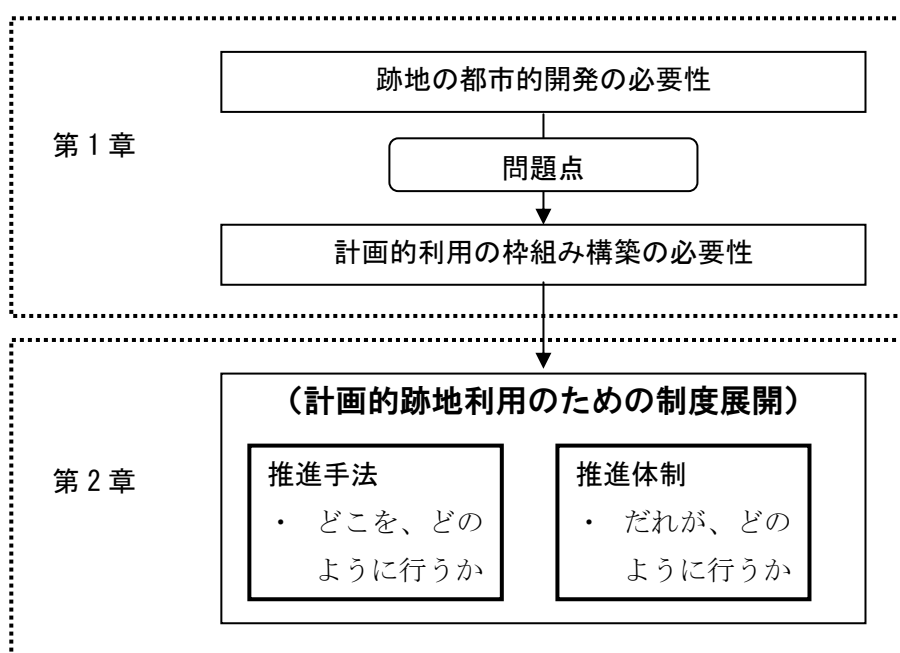 跡地の都市的開発の必要性
第1章
問題点
計画的利用の枠組み構築の必要性
（計画的跡地利用のための制度展開）
第2章
推進手法
・ どこを、どの
ように行うか
推進体制
・ だれが、どの
ように行うか